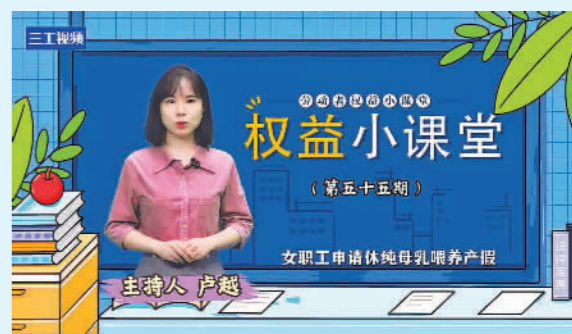 三工视频
劳动者权益小课堂
权益小课堂
（第五十五期）
女职工申请休纯母乳喂养产假
主持人 卢越